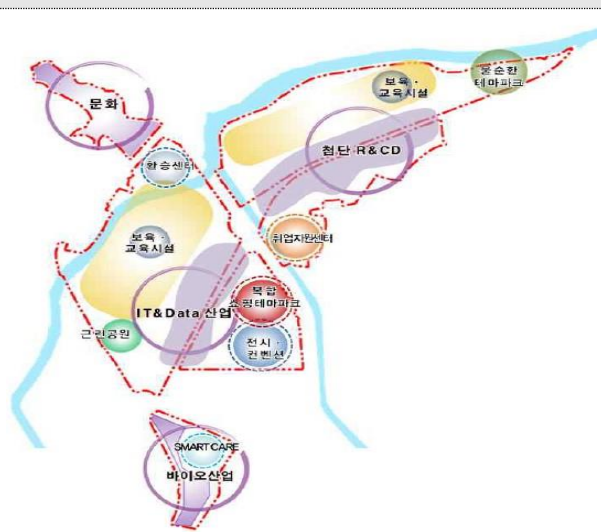 문화
보육·
교육시설
물순환
테마파크
첨단 R&CD
환승센터
보육·
교육시설
취업지원센터
IT&Data 산업
복합
쇼핑테마파크
근린공원
전시·
컨벤션
SMART CARE
바이오산업